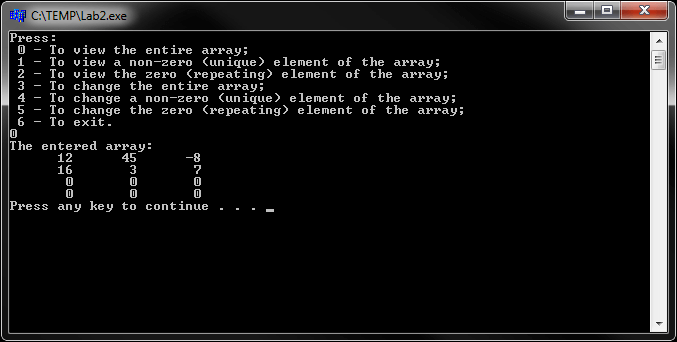 C:\TEMP\Lab2.exe
Press:
0 - To view the entire array;
1 - To view a non-zero (unique) element of the array;
2 - To view the zero (repeating) element of the array;
3 - To change the entire array;
4 - To change a non-zero (unique) element of the array;
5 - To change the zero (repeating) element of the array;
6 - To exit.
0
The entered array:
12 45 -8
16 3 7
0 0 0
0 0 0
Press any key to continue . . . _